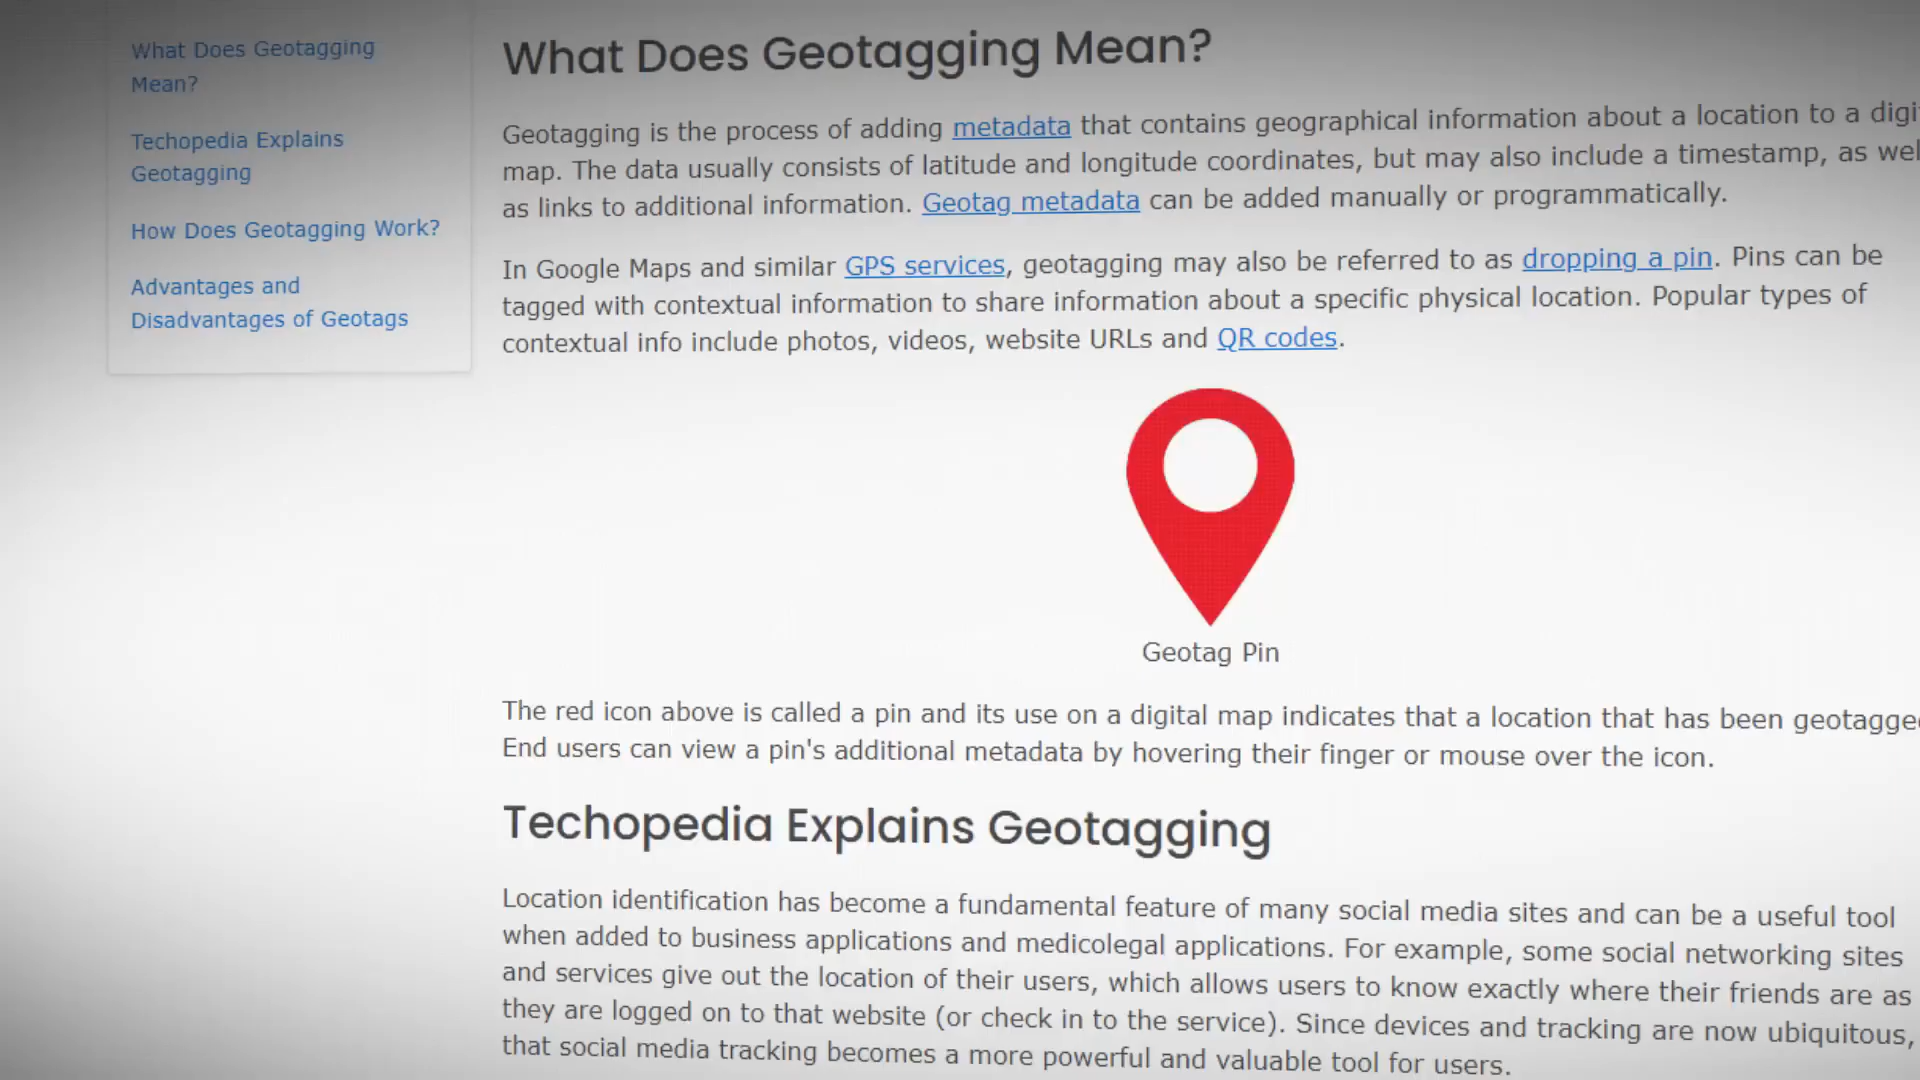 What Does Geotagging
Mean?
Techopedia Explains
Geotagging
How Does Geotagging Work?
Advantages and
Disadvantages of Geotags
What Does Geotagging Mean?
Geotagging is the process of adding metadata that contains geographical information about a location to a
map. The data usually consists of latitude and longitude coordinates, but may also include a timestamp, as
as links to additional information. Geotag metadata can be added manually or programmatically.
In Google Maps and similar GPS services, geotagging may also be referred to as dropping a pin. Pins can be
tagged with contextual information to share information about a specific physical location. Popular types of
contextual info include photos, videos, website URLs and QR codes.
Geotag Pin
The red icon above is called a pin and its use on a digital map indicates that a location that has been
End users can view a pin's additional metadata by hovering their finger or mouse over the icon.
Techopedia Explains Geotagging
Location identification has become a fundamental feature of many social media sites and can be a useful tool
when added to business applications and medicolegal applications. For example, some social networking sites
and services give out the location of their users, which allows users to know exactly where their friends are as
they are logged on to that website (or check in to the service). Since devices and tracking are now ubiquitous,
that social media tracking becomes a more powerful and valuable tool for users.